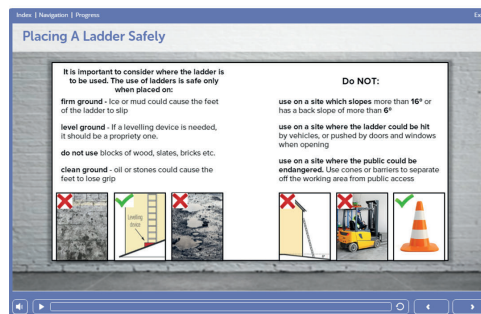 Index | Navigation | Progress
Ex
Placing A Ladder Safely
It is important to consider where the ladder is
to be used. The use of ladders is safe only
when placed on:
firm ground - Ice or mud could cause the feet
of the ladder to slip
level ground - If a levelling device is needed,
it should be a propriety one.
do not use blocks of wood, slates, bricks etc.
clean ground - oil or stones could cause the
feet to lose grip
Levelling
device
Do NOT:
use on a site which slopes more than 16° or
has a back slope of more than 6°
use on a site where the ladder could be hit
by vehicles, or pushed by doors and windows
when opening
use on a site where the public could be
endangered. Use cones or barriers to separate
off the working area from public access